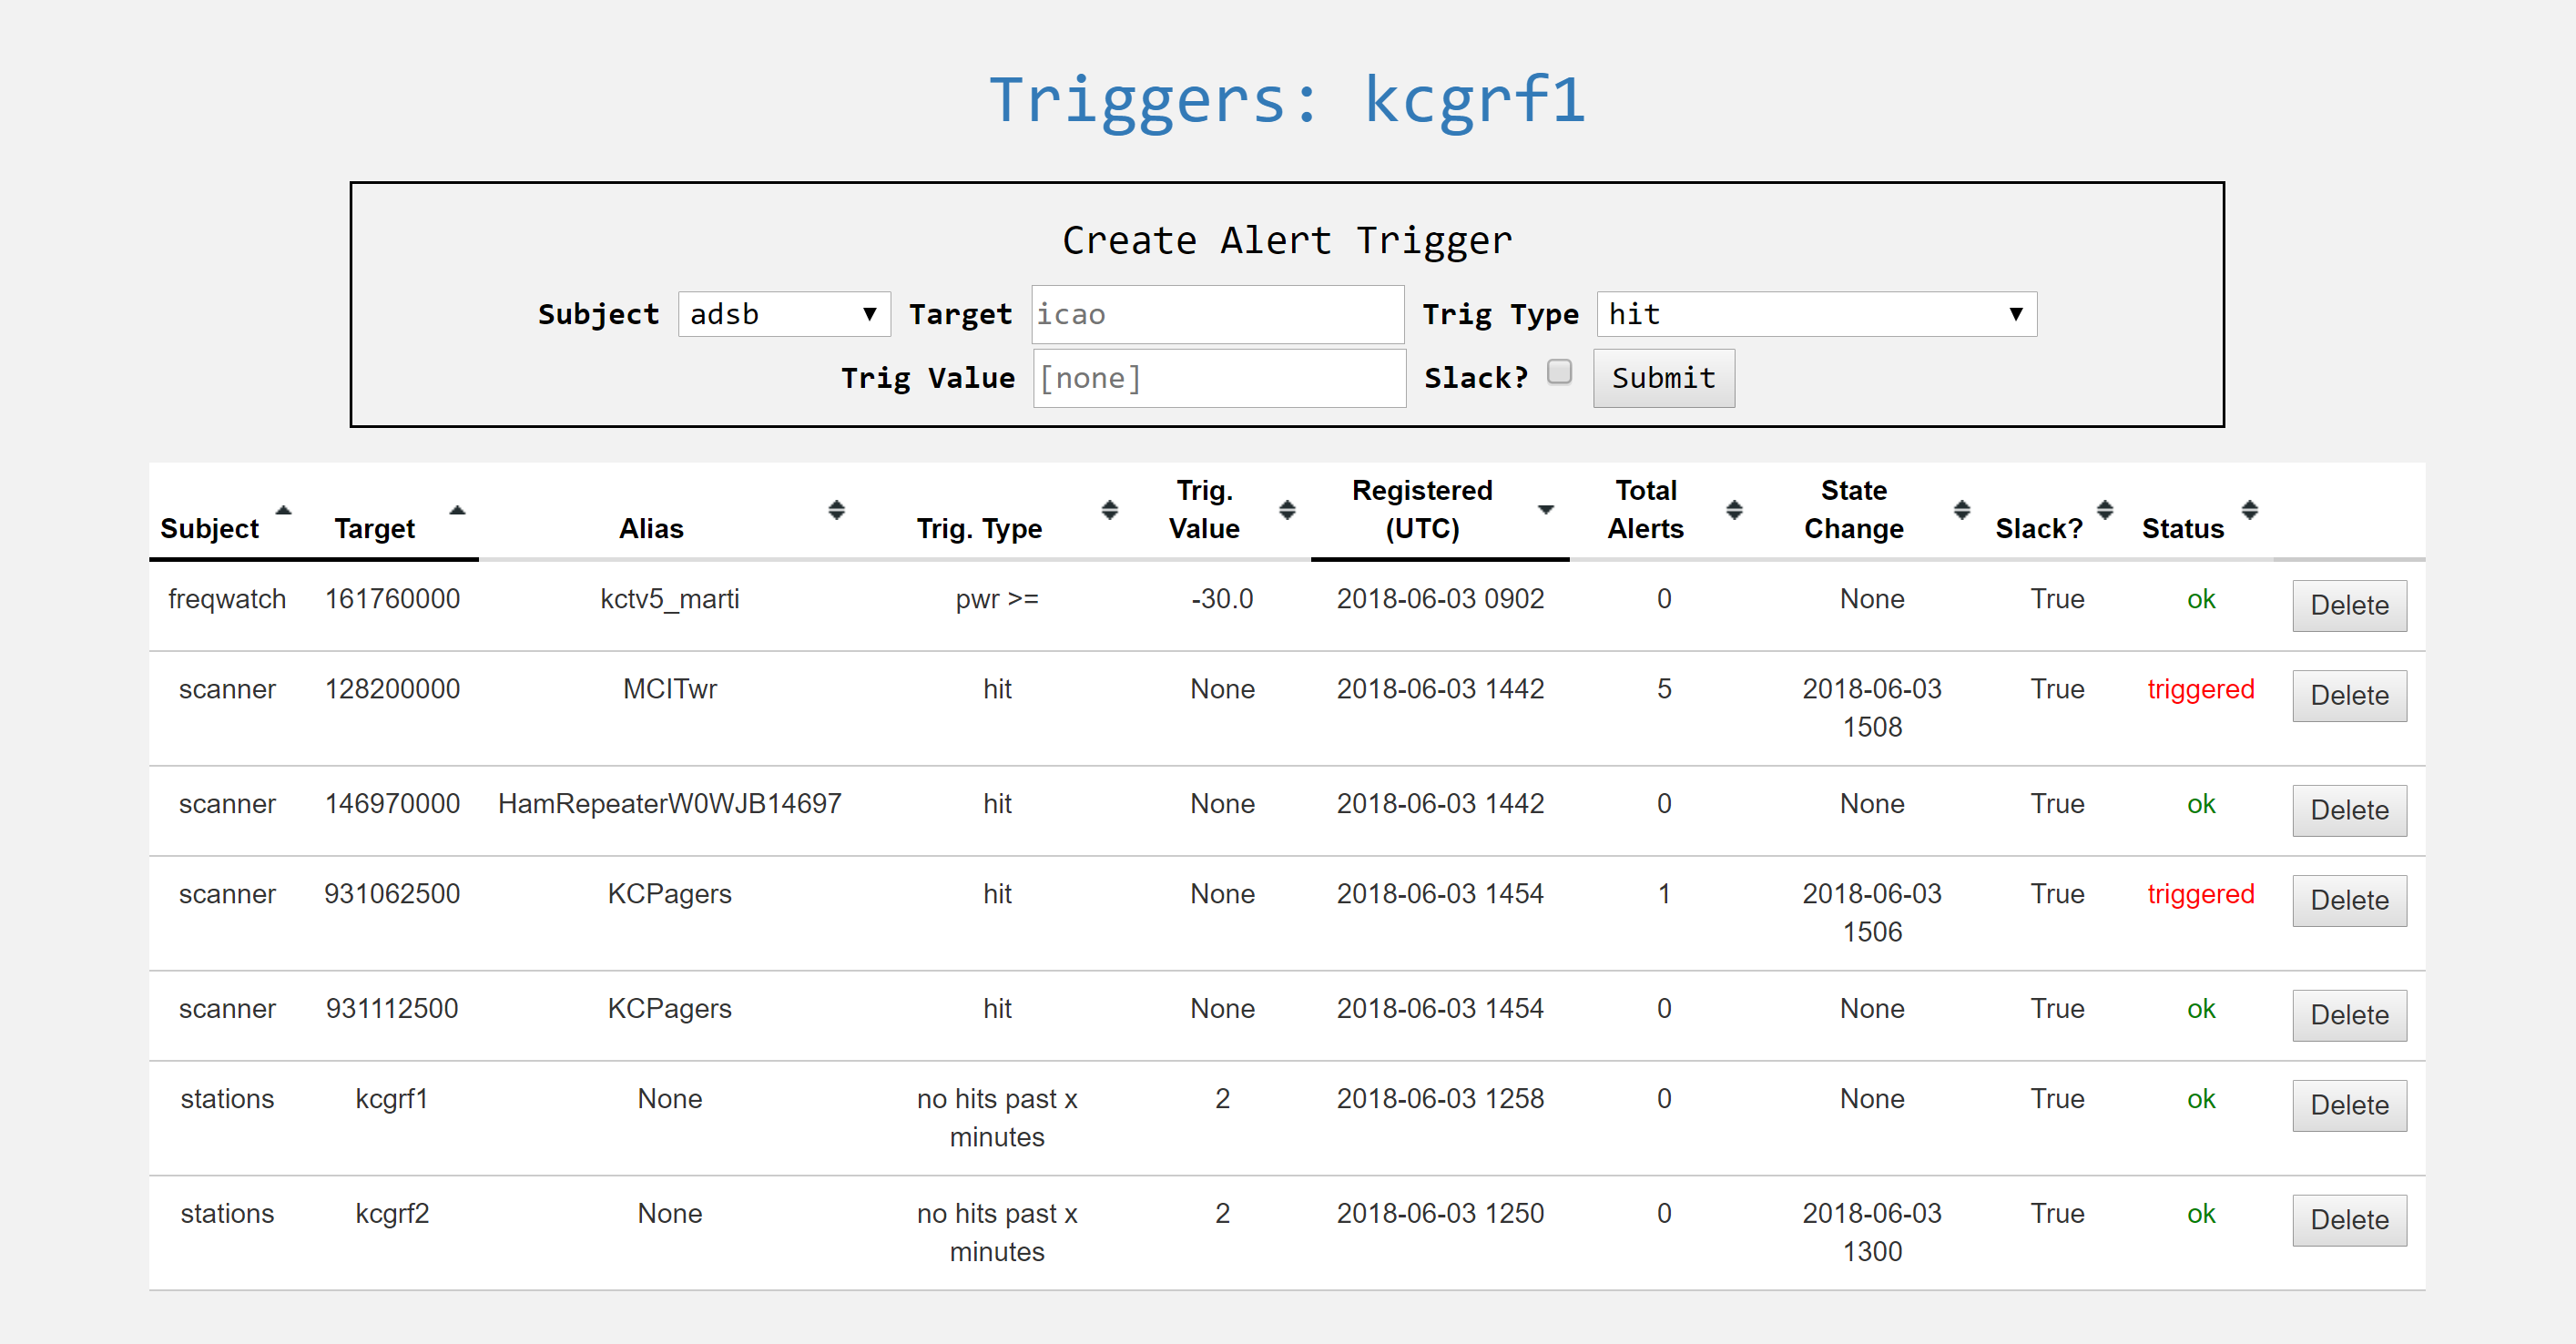 Triggers: kcgrf1
Create Alert Trigger
Subject adsb Target icao Trig Type hit
Trig Value [none] Slack? Submit
Subject Target Alias Trig. Type Trig. Value Registered (UTC) Total Alerts State Change Slack? Status
freqwatch 161760000 kctv5_marti pwr >= -30.0 2018-06-03 0902 0 None True ok Delete
scanner 128200000 MCITwr hit None 2018-06-03 1442 5 2018-06-03 1508 True triggered Delete
scanner 146970000 HamRepeaterW0WJB14697 hit None 2018-06-03 1442 0 None True ok Delete
scanner 931062500 KCPagers hit None 2018-06-03 1454 1 2018-06-03 1506 True triggered Delete
scanner 931112500 KCPagers hit None 2018-06-03 1454 0 None True ok Delete
stations kcgrf1 None no hits past x minutes 2 2018-06-03 1258 0 None True ok Delete
stations kcgrf2 None no hits past x minutes 2 2018-06-03 1250 0 2018-06-03 1300 True ok Delete